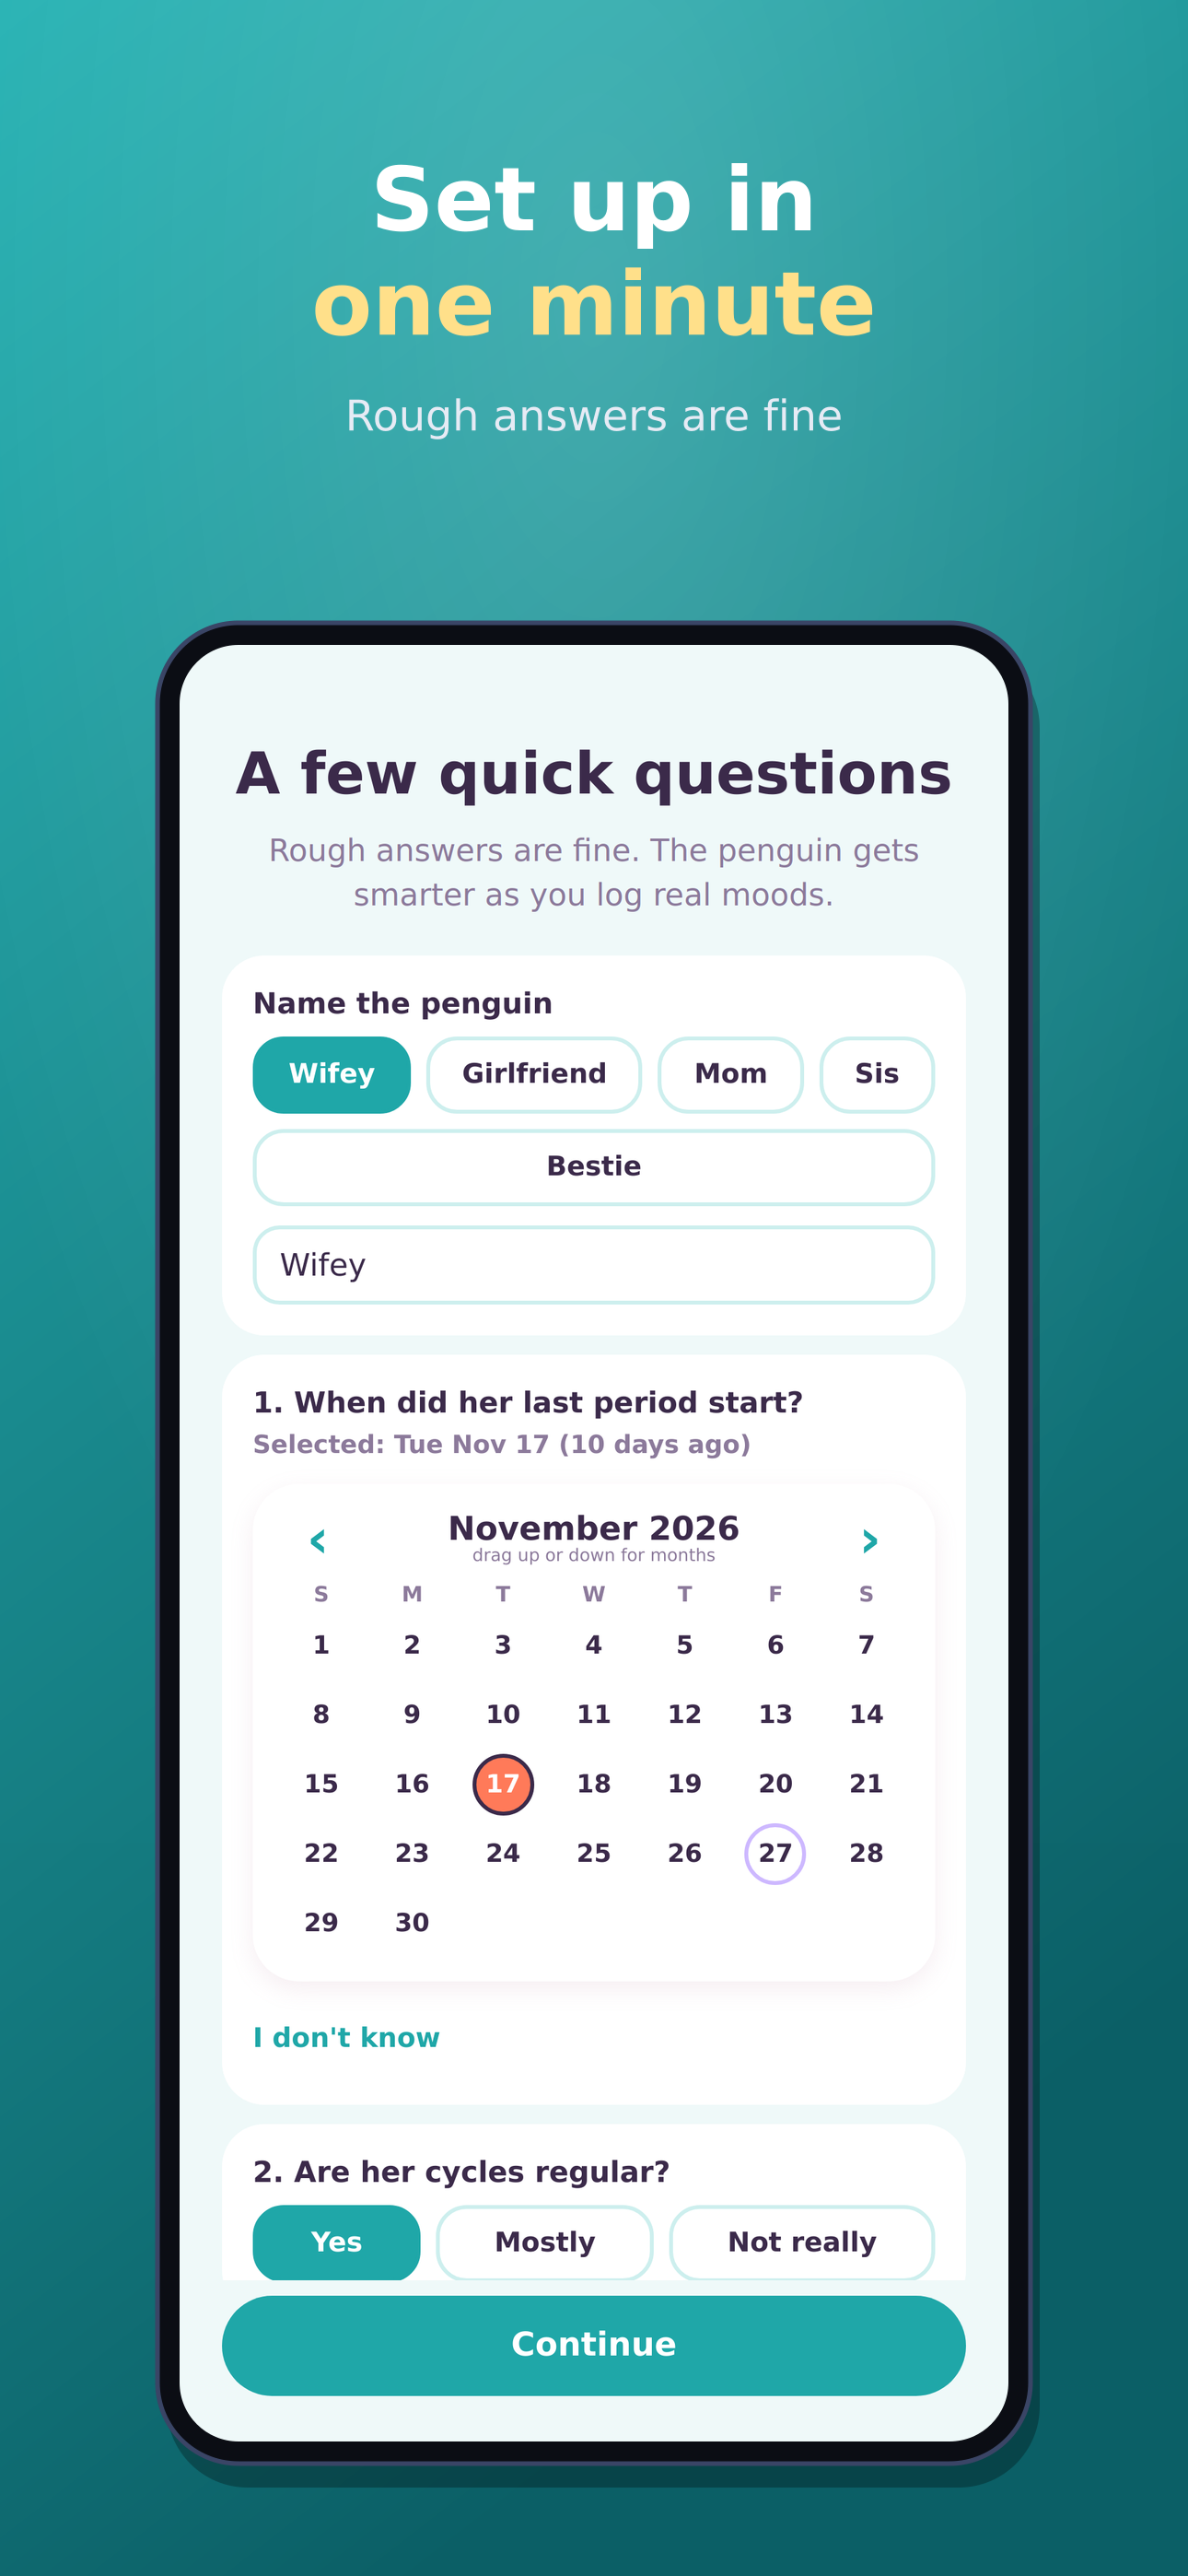 Set up in
one minute
Rough answers are fine
A few quick questions
Rough answers are fine. The penguin gets
smarter as you log real moods.
Name the penguin
Wifey Girlfriend Mom Sis
Bestie
Wifey
1. When did her last period start?
Selected: Tue Nov 17 (10 days ago)
‹ November 2026 ›
drag up or down for months
S M T W T F S
1 2 3 4 5 6 7
8 9 10 11 12 13 14
15 16 17 18 19 20 21
22 23 24 25 26 27 28
29 30
I don't know
2. Are her cycles regular?
Yes Mostly Not really
Continue